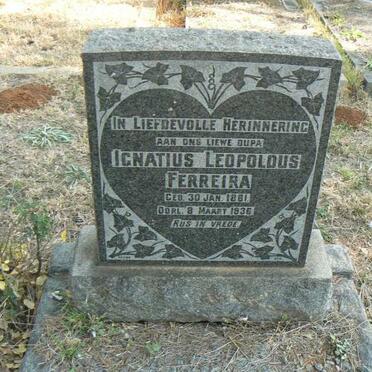 IN LIEFDEVOLLE HERINNERING
AAN ONS LIEWE OUPA
IGNATIUS LEOPOLDUS
FERREIRA
GEB. 30 JAN. 1861
OORL. 8 MAART 1936
RUS IN VREDE